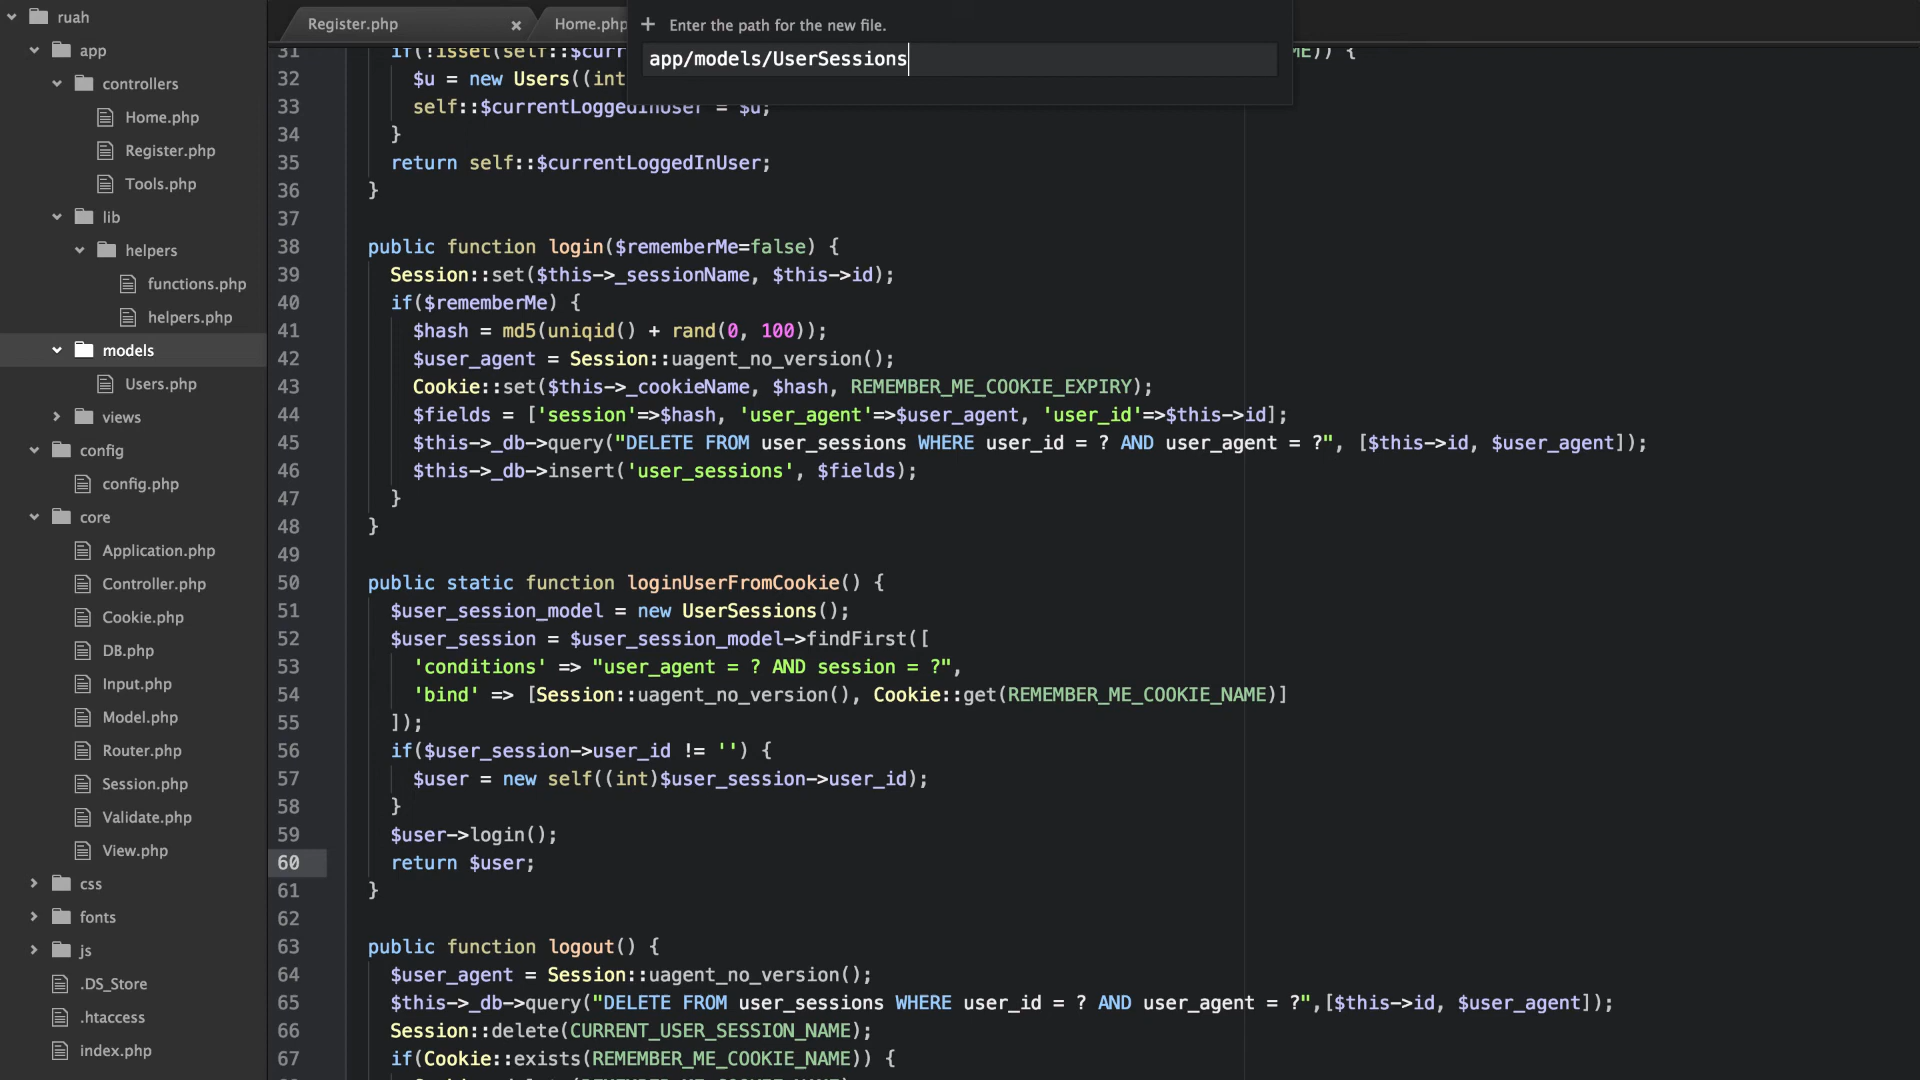 ruah
app
controllers
Home.php
Register.php
Tools.php
lib
helpers
functions.php
helpers.php
models
Users.php
views
config
config.php
core
Application.php
Controller.php
Cookie.php
DB.php
Input.php
Model.php
Router.php
Session.php
Validate.php
View.php
css
fonts
js
.DS_Store
.htaccess
index.php
Register.php
Home.php
Enter the path for the new file.
app/models/UserSessions
31 if(!isset(self::$curr ME)) {
32 $u = new Users((int
33 self::$currentLoggedInUser = $u;
34 }
35 return self::$currentLoggedInUser;
36 }
37
38 public function login($rememberMe=false) {
39 Session::set($this->_sessionName, $this->id);
40 if($rememberMe) {
41 $hash = md5(uniqid() + rand(0, 100));
42 $user_agent = Session::uagent_no_version();
43 Cookie::set($this->_cookieName, $hash, REMEMBER_ME_COOKIE_EXPIRY);
44 $fields = ['session'=>$hash, 'user_agent'=>$user_agent, 'user_id'=>$this->id];
45 $this->_db->query("DELETE FROM user_sessions WHERE user_id = ? AND user_agent = ?", [$this->id, $user_agent]);
46 $this->_db->insert('user_sessions', $fields);
47 }
48 }
49
50 public static function loginUserFromCookie() {
51 $user_session_model = new UserSessions();
52 $user_session = $user_session_model->findFirst([
53 'conditions' => "user_agent = ? AND session = ?",
54 'bind' => [Session::uagent_no_version(), Cookie::get(REMEMBER_ME_COOKIE_NAME)]
55 ]);
56 if($user_session->user_id != '') {
57 $user = new self((int)$user_session->user_id);
58 }
59 $user->login();
60 return $user;
61 }
62
63 public function logout() {
64 $user_agent = Session::uagent_no_version();
65 $this->_db->query("DELETE FROM user_sessions WHERE user_id = ? AND user_agent = ?",[$this->id, $user_agent]);
66 Session::delete(CURRENT_USER_SESSION_NAME);
67 if(Cookie::exists(REMEMBER_ME_COOKIE_NAME)) {